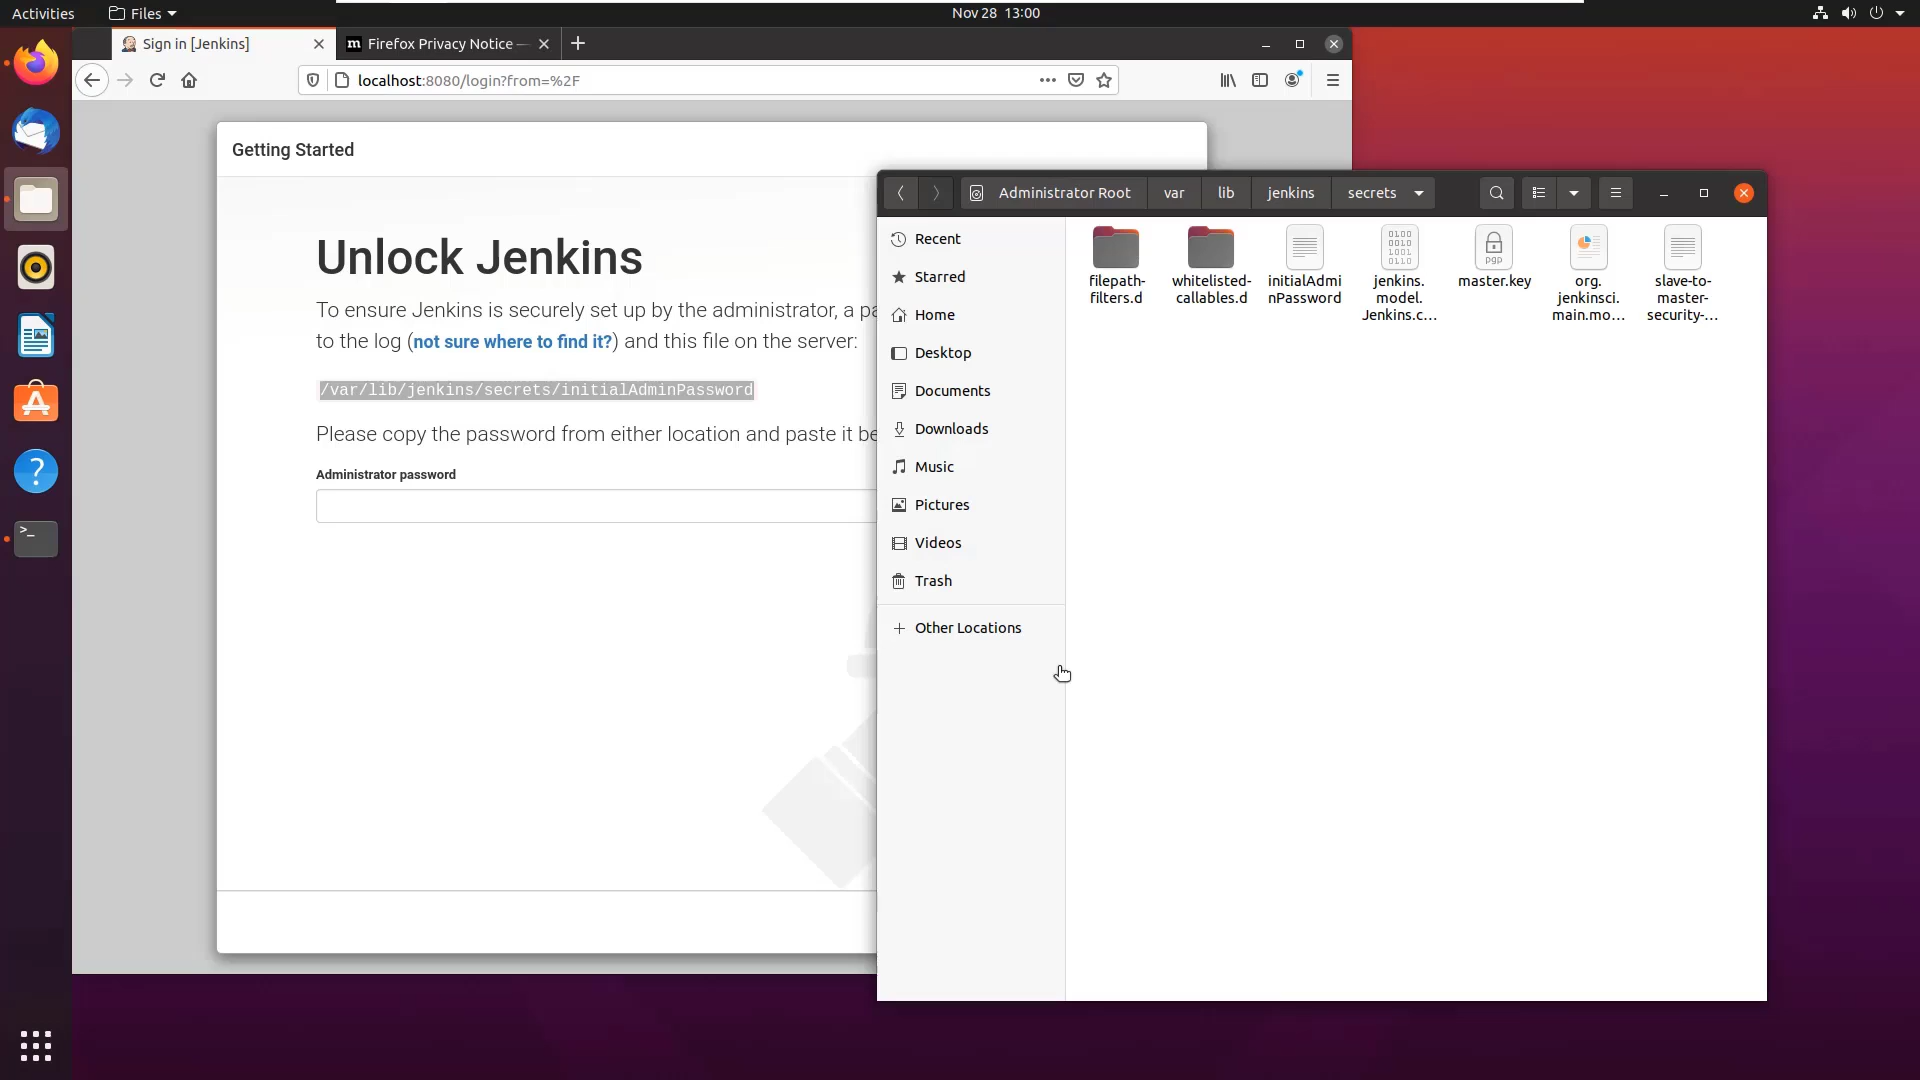 Activities
Files
Nov 28 13:00
Sign in [Jenkins]
Firefox Privacy Notice —
localhost:8080/login?from=%2F
Getting Started
Unlock Jenkins
To ensure Jenkins is securely set up by the administrator, a pa
to the log (not sure where to find it?) and this file on the server:
/var/lib/jenkins/secrets/initialAdminPassword
Please copy the password from either location and paste it be
Administrator password
Administrator Root
var
lib
jenkins
secrets
Recent
Starred
Home
Desktop
Documents
Downloads
Music
Pictures
Videos
Trash
Other Locations
filepath-
filters.d
whitelisted-
callables.d
initialAdmi
nPassword
jenkins.
model.
Jenkins.c...
master.key
org.
jenkinsci.
main.mo...
slave-to-
master-
security-...
0100
0010
1001
0110
pgp